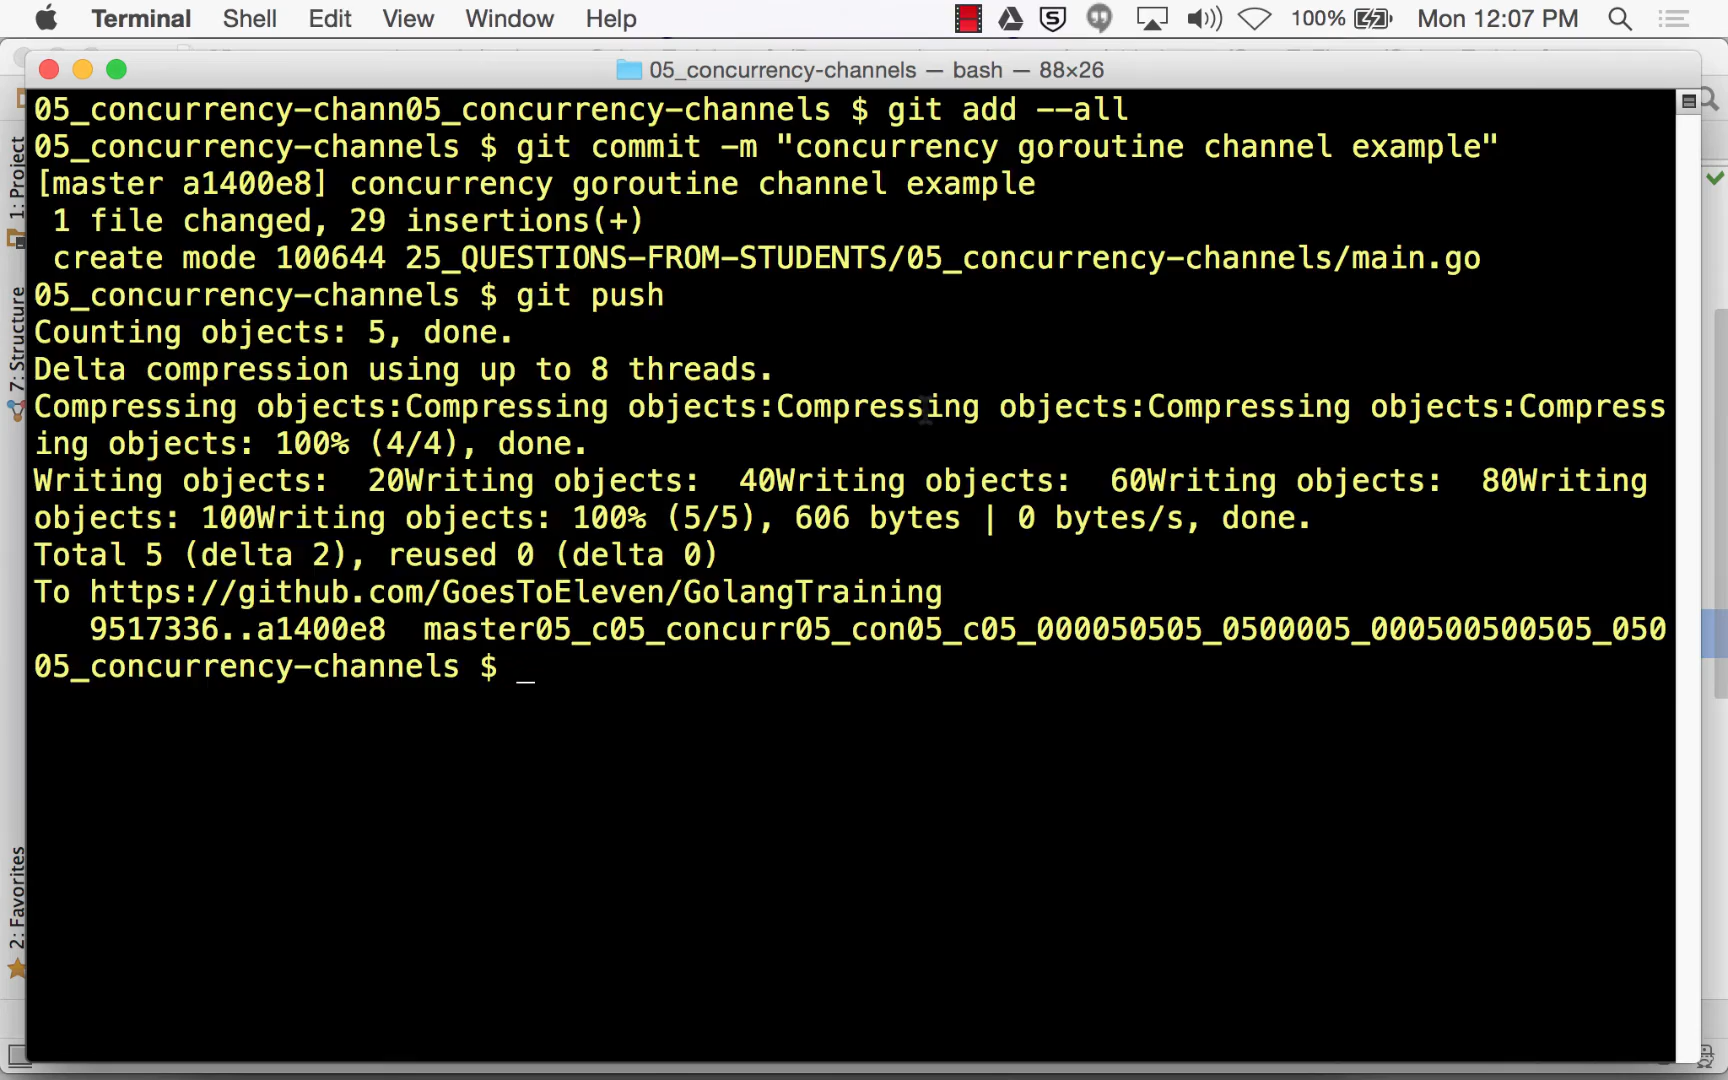 Terminal Shell Edit View Window Help 100% Mon 12:07 PM
05_concurrency-channels — bash — 88×26
05_concurrency-chann05_concurrency-channels $ git add --all
05_concurrency-channels $ git commit -m "concurrency goroutine channel example"
[master a1400e8] concurrency goroutine channel example
1 file changed, 29 insertions(+)
create mode 100644 25_QUESTIONS-FROM-STUDENTS/05_concurrency-channels/main.go
05_concurrency-channels $ git push
Counting objects: 5, done.
Delta compression using up to 8 threads.
Compressing objects:Compressing objects:Compressing objects:Compressing objects:Compress
ing objects: 100% (4/4), done.
Writing objects:  20Writing objects:  40Writing objects:  60Writing objects:  80Writing
objects: 100Writing objects: 100% (5/5), 606 bytes | 0 bytes/s, done.
Total 5 (delta 2), reused 0 (delta 0)
To https://github.com/GoesToEleven/GolangTraining
9517336..a1400e8  master05_c05_concurr05_con05_c05_000050505_0500005_000500500505_050
05_concurrency-channels $ _
1: Project
7: Structure
2: Favorites